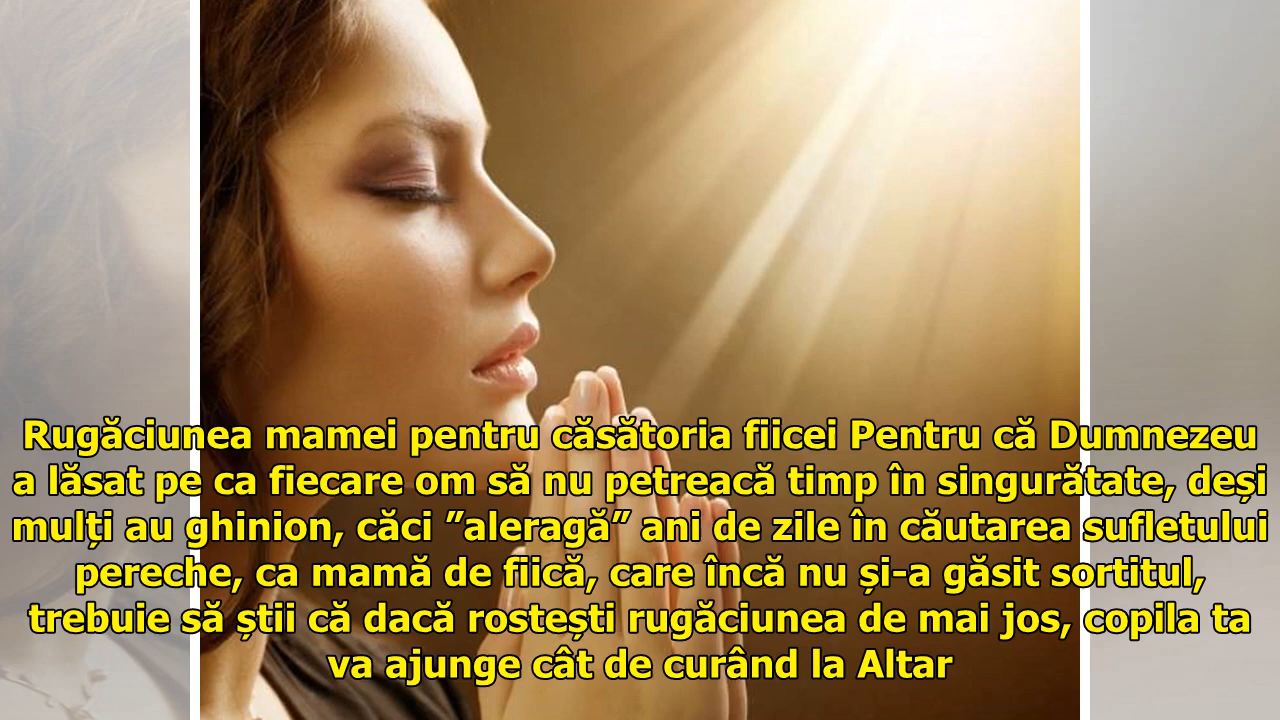 Rugăciunea mamei pentru căsătoria fiicei Pentru că Dumnezeu
a lăsat pe ca fiecare om să nu petreacă timp în singurătate, deși
mulți au ghinion, căci ”aleragă” ani de zile în căutarea sufletului
pereche, ca mamă de fiică, care încă nu și-a găsit sortitul,
trebuie să știi că dacă rostești rugăciunea de mai jos, copila ta
va ajunge cât de curând la Altar